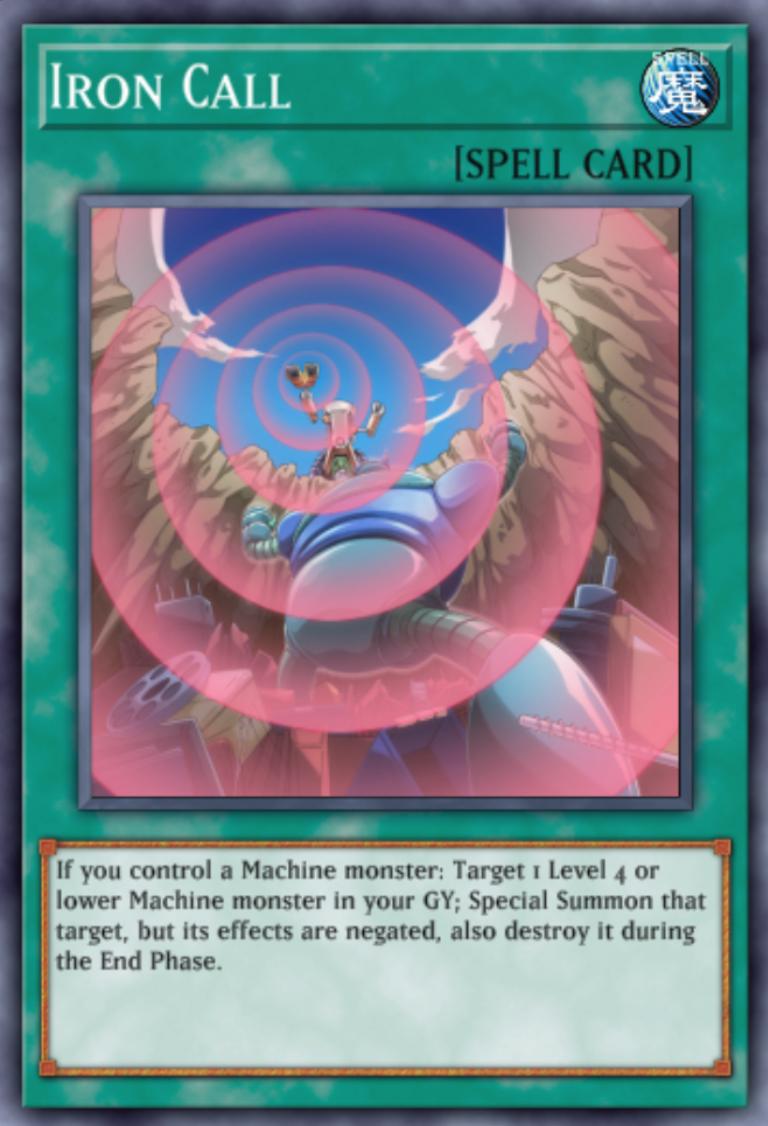 Iron Call
SPELL
魔
[SPELL CARD]
If you control a Machine monster: Target 1 Level 4 or
lower Machine monster in your GY; Special Summon that
target, but its effects are negated, also destroy it during
the End Phase.